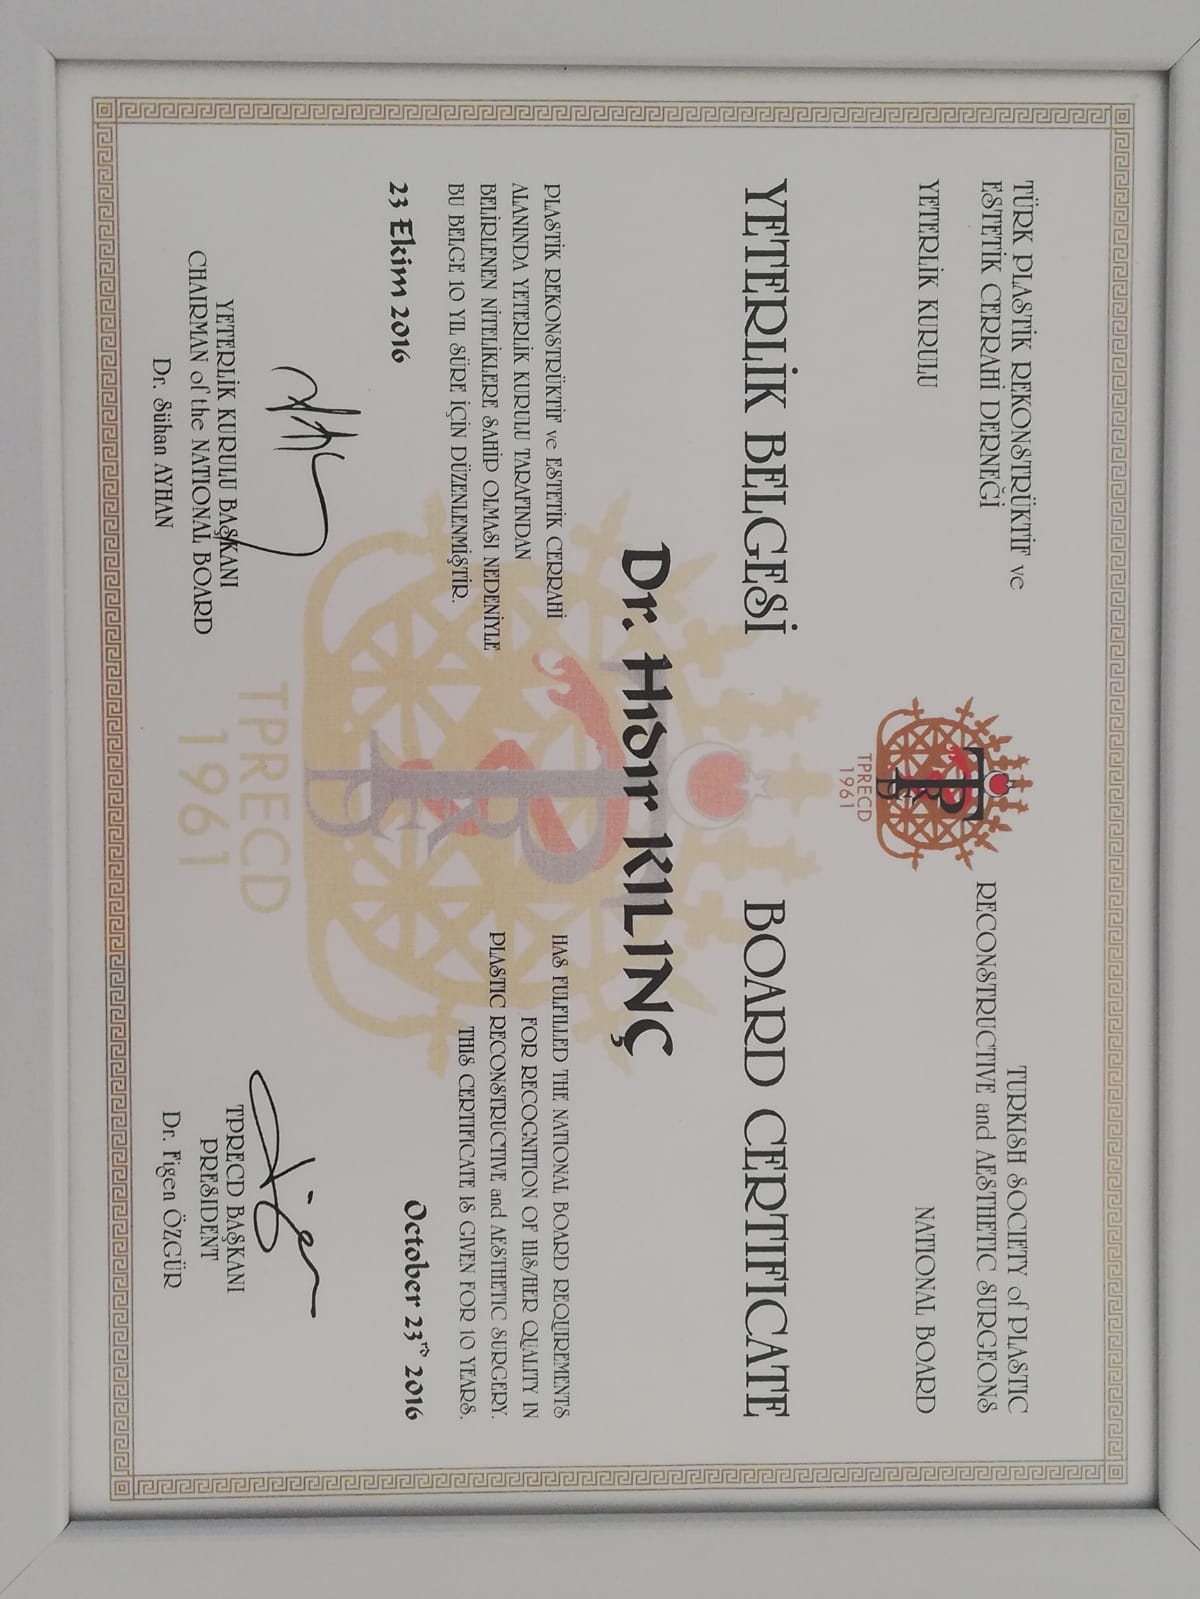 TÜRK PLASTİK REKONSTRÜKTİF ve
ESTETİK CERRAHİ DERNEĞİ
YETERLİK KURULU
TPRECD
1961
TURKISH SOCIETY of PLASTIC
RECONSTRUCTIVE and AESTHETIC SURGEONS
NATIONAL BOARD
YETERLİK BELGESİ
BOARD CERTIFICATE
Dr. Hıdır KILINÇ
PLASTİK REKONSTRÜKTİF ve ESTETİK CERRAHİ
ALANINDA YETERLİK KURULU TARAFINDAN
BELİRLENEN NİTELİKLERE SAHİP OLMASI NEDENİYLE
BU BELGE 10 YIL SÜRE İÇİN DÜZENLENMİŞTİR.
23 Ekim 2016
HAS FULFILLED THE NATIONAL BOARD REQUIREMENTS
FOR RECOGNITION OF HIS/HER QUALITY IN
PLASTIC RECONSTRUCTIVE and AESTHETIC SURGERY.
THIS CERTIFICATE IS GIVEN FOR 10 YEARS.
October 23rd 2016
YETERLİK KURULU BAŞKANI
CHAIRMAN of the NATIONAL BOARD
Dr. Sühan AYHAN
TPRECD
1961
TPRECD BAŞKANI
PRESIDENT
Dr. Figen ÖZGÜR